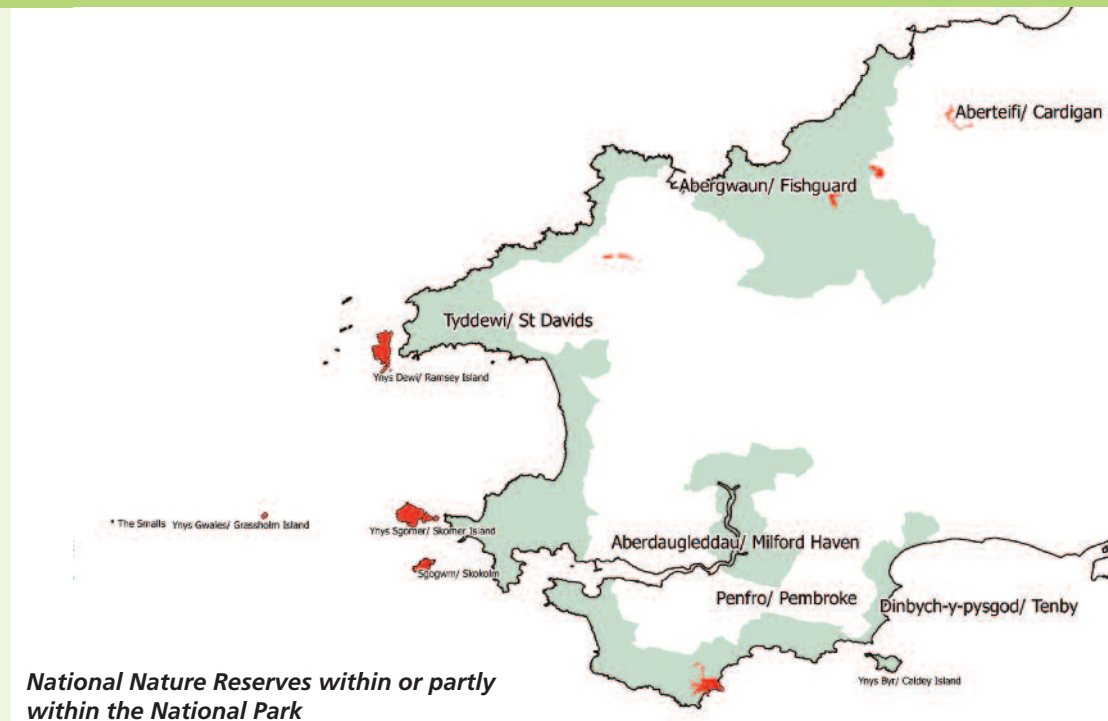 Aberteifi/ Cardigan
Abergwaun/ Fishguard
Tyddewi/ St Davids
Ynys Dewi/ Ramsey Island
* The Smalls
Ynys Gwales/ Grassholm Island
Ynys Sgomer/ Skomer Island
Aberdaugleddau/ Milford Haven
Sgogwm/ Skokolm
Penfro/ Pembroke
Dinbych-y-pysgod/ Tenby
Ynys Byr/ Caldey Island
National Nature Reserves within or partly
within the National Park